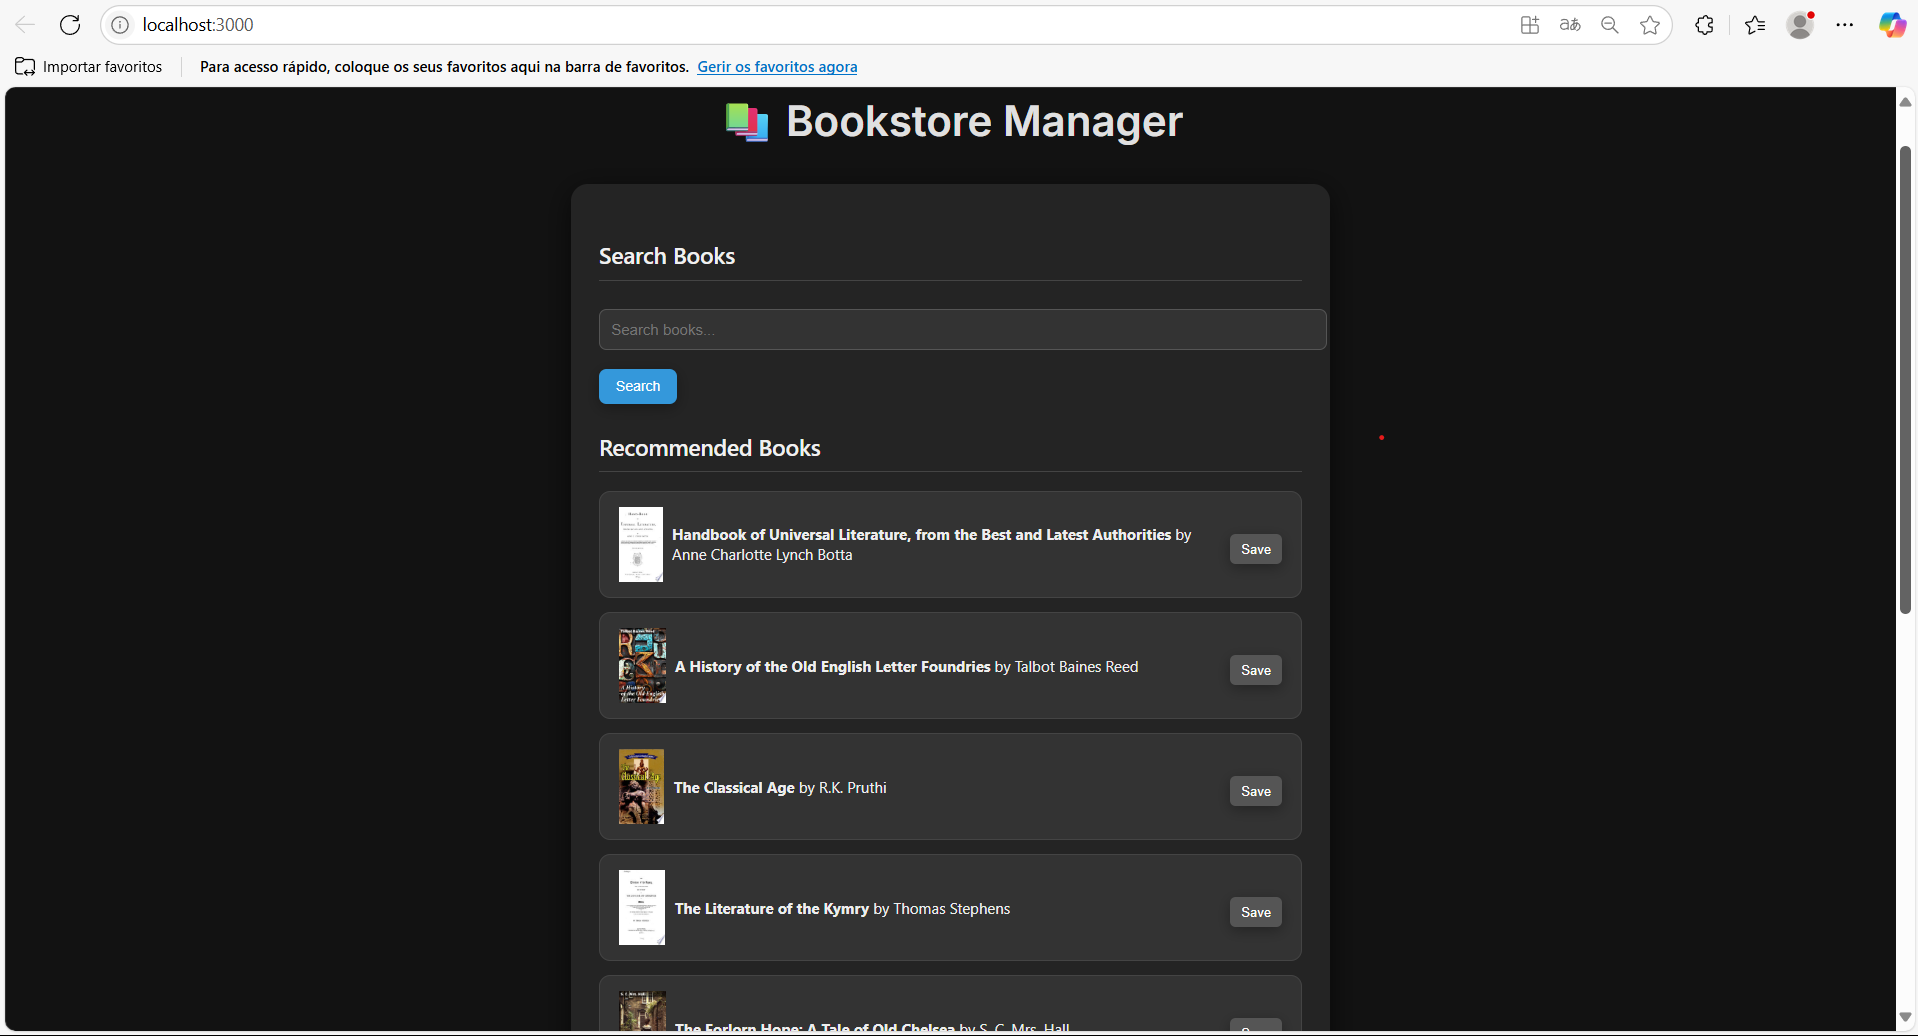 localhost:3000
aあ
Importar favoritos
Para acesso rápido, coloque os seus favoritos aqui na barra de favoritos. Gerir os favoritos agora
Bookstore Manager
Search Books
Search books...
Search
Recommended Books
Handbook of Universal Literature, from the Best and Latest Authorities by
Anne Charlotte Lynch Botta
Save
A History of the Old English Letter Foundries by Talbot Baines Reed
Save
The Classical Age by R.K. Pruthi
Save
The Literature of the Kymry by Thomas Stephens
Save
The Forlorn Hope: A Tale of Old Chelsea by S. C. Mrs. Hall